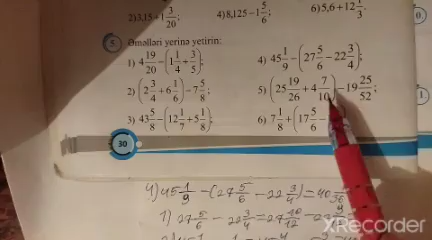 2) 3,15+1 3/20; 4) 8,125-1 5/6; 6) 5,6+12 1/3.
5. Əməlləri yerinə yetirin:
1) 4 19/20 - (1 1/4 + 3/5); 4) 45 1/9 - (27 5/6 - 22 3/4);
2) (2 3/4 + 6 1/6) - 7 5/8; 5) (25 19/26 + 4 7/10) - 19 25/52;
3) 43 5/8 - (12 1/7 + 5 1/8); 6) 7 1/8 + (17 5/6 -
30
4) 45 1/9 - (27 5/6 - 22 3/4) = 40
1) 27 5/6 - 22 3/4 = 27 10/12 -
XRecorder